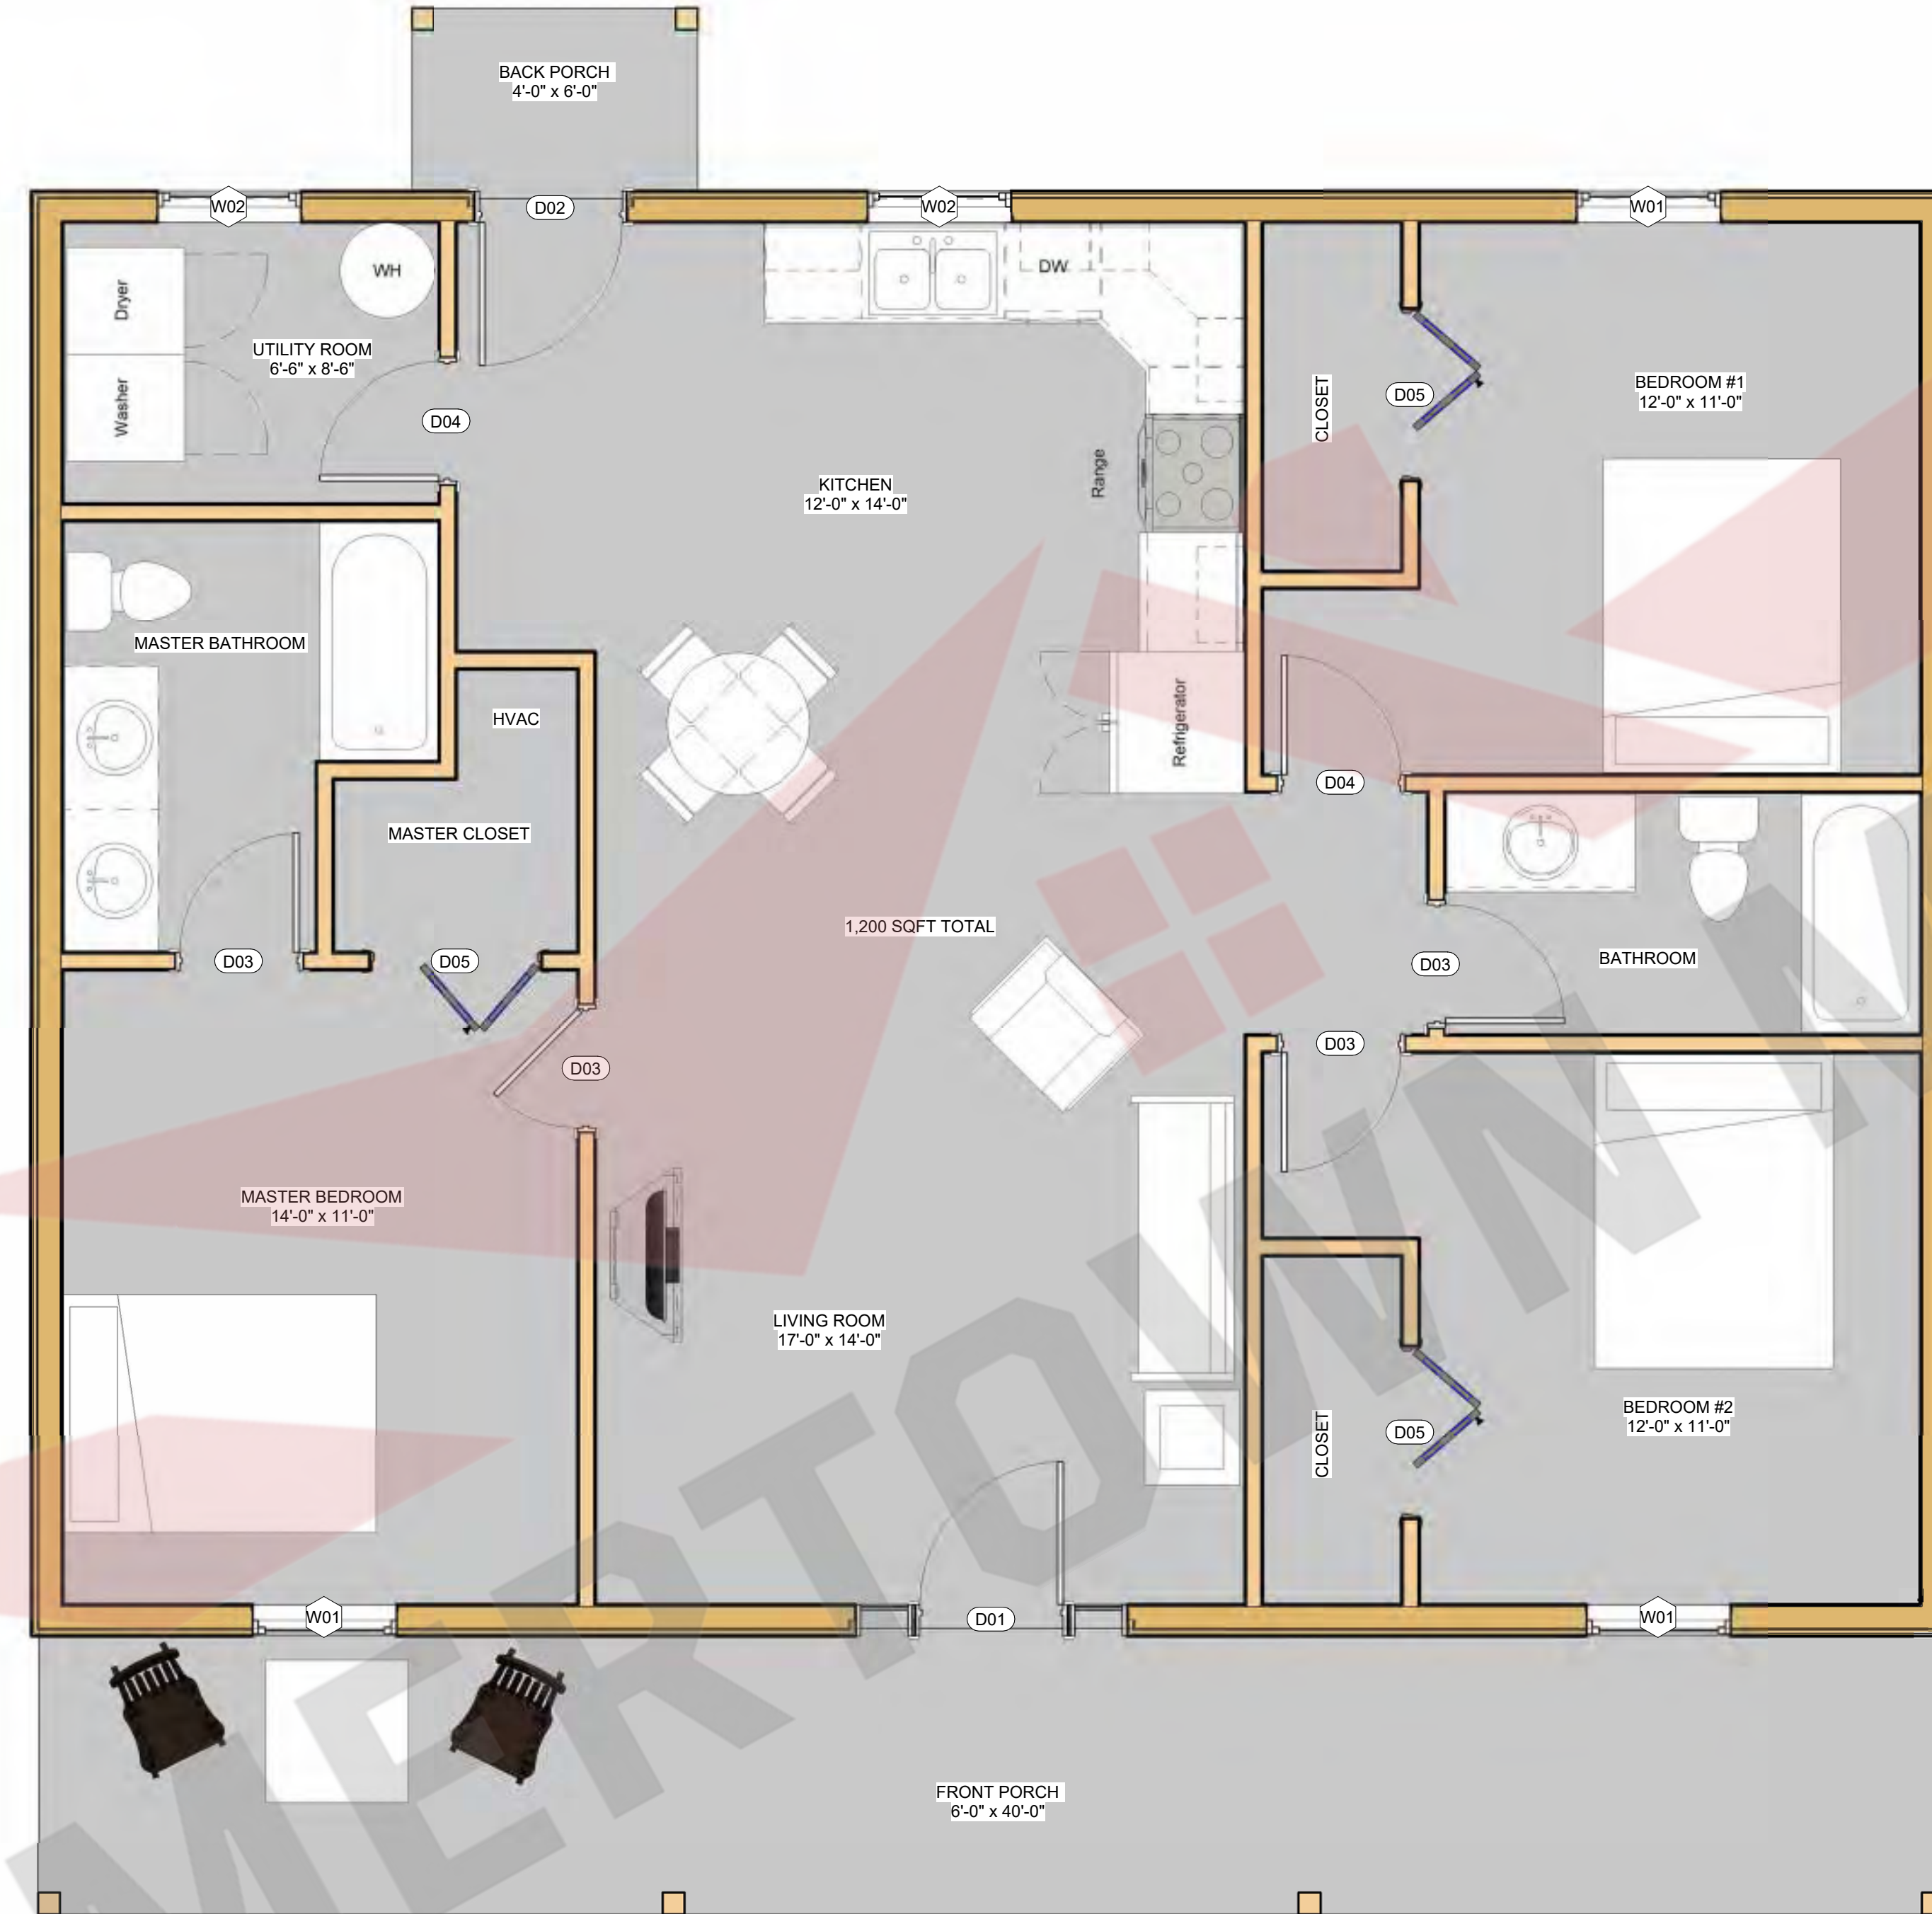 BACK PORCH
4'-0" x 6'-0"
W02
D02
W02
W01
Dryer
WH
DW
UTILITY ROOM
6'-6" x 8'-6"
Washer
D04
CLOSET
D05
BEDROOM #1
12'-0" x 11'-0"
KITCHEN
12'-0" x 14'-0"
Range
MASTER BATHROOM
HVAC
Refrigerator
D04
MASTER CLOSET
1,200 SQFT TOTAL
D03
D05
D03
BATHROOM
D03
D03
MASTER BEDROOM
14'-0" x 11'-0"
LIVING ROOM
17'-0" x 14'-0"
CLOSET
D05
BEDROOM #2
12'-0" x 11'-0"
W01
D01
W01
FRONT PORCH
6'-0" x 40'-0"
MERTOWN